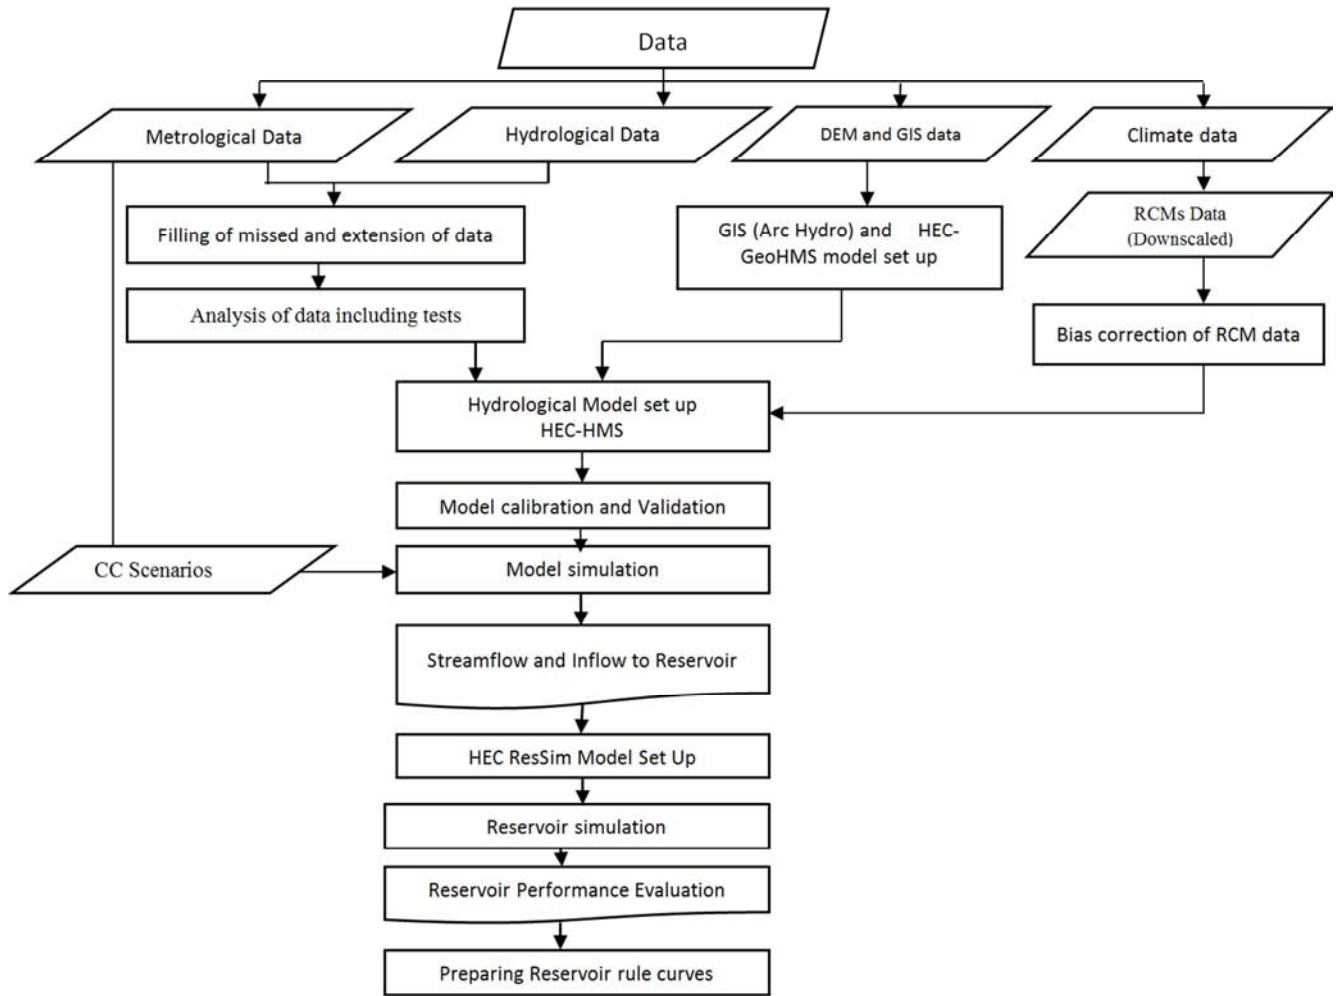 Data
Metrological Data
Hydrological Data
DEM and GIS data
Climate data
Filling of missed and extension of data
GIS (Arc Hydro) and HEC-
GeoHMS model set up
RCMs Data
(Downscaled)
Analysis of data including tests
Bias correction of RCM data
Hydrological Model set up
HEC-HMS
Model calibration and Validation
CC Scenarios
Model simulation
Streamflow and Inflow to Reservoir
HEC ResSim Model Set Up
Reservoir simulation
Reservoir Performance Evaluation
Preparing Reservoir rule curves